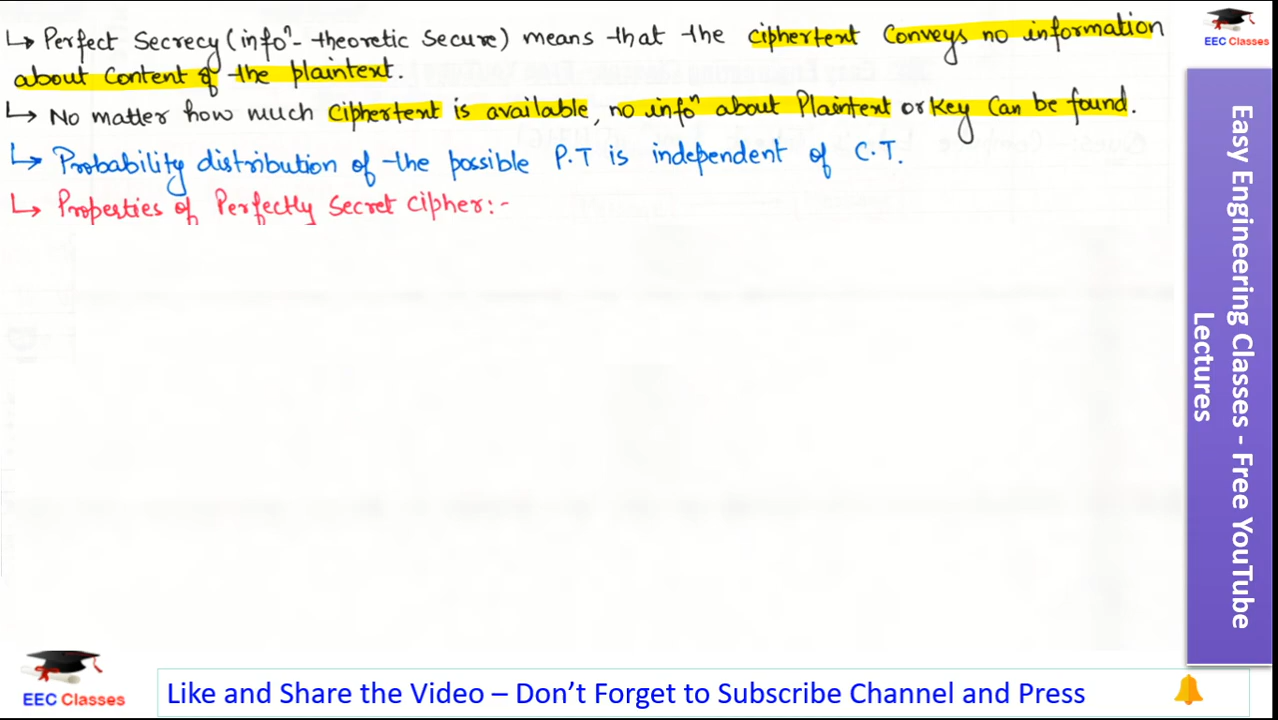 ↳ Perfect Secrecy (infoⁿ- theoretic Secure) means that the ciphertext Conveys no information
about Content of the plaintext.
↳ No matter how much Ciphertext is available, no infoⁿ about Plaintext or key Can be found.
↳ Probability distribution of the possible P.T is independent of C.T.
↳ Properties of Perfectly Secret Cipher:-
EEC Classes
Easy Engineering Classes - Free YouTube
Lectures
EEC Classes
Like and Share the Video – Don't Forget to Subscribe Channel and Press